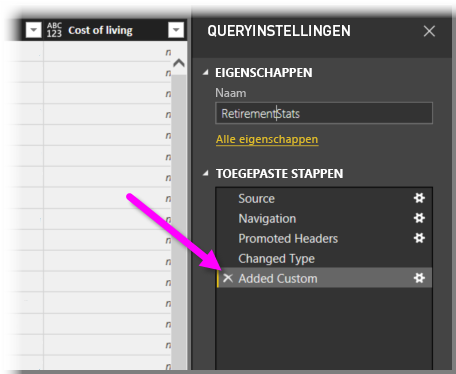 ABC
123
Cost of living
QUERYINSTELLINGEN
EIGENSCHAPPEN
Naam
RetirementStats
Alle eigenschappen
TOEGEPASTE STAPPEN
Source
Navigation
Promoted Headers
Changed Type
Added Custom